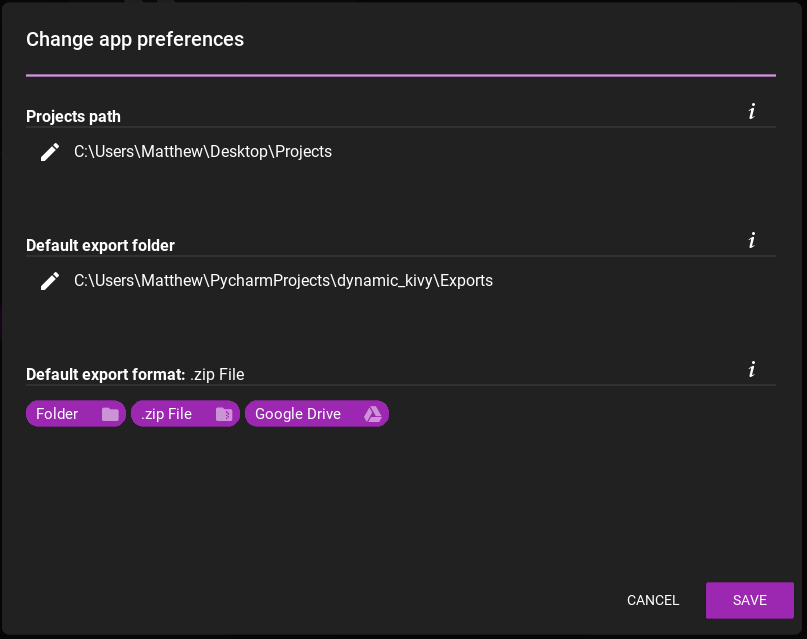 Change app preferences
Projects path i
C:\Users\Matthew\Desktop\Projects
Default export folder i
C:\Users\Matthew\PycharmProjects\dynamic_kivy\Exports
Default export format: .zip File i
Folder .zip File Google Drive
CANCEL SAVE